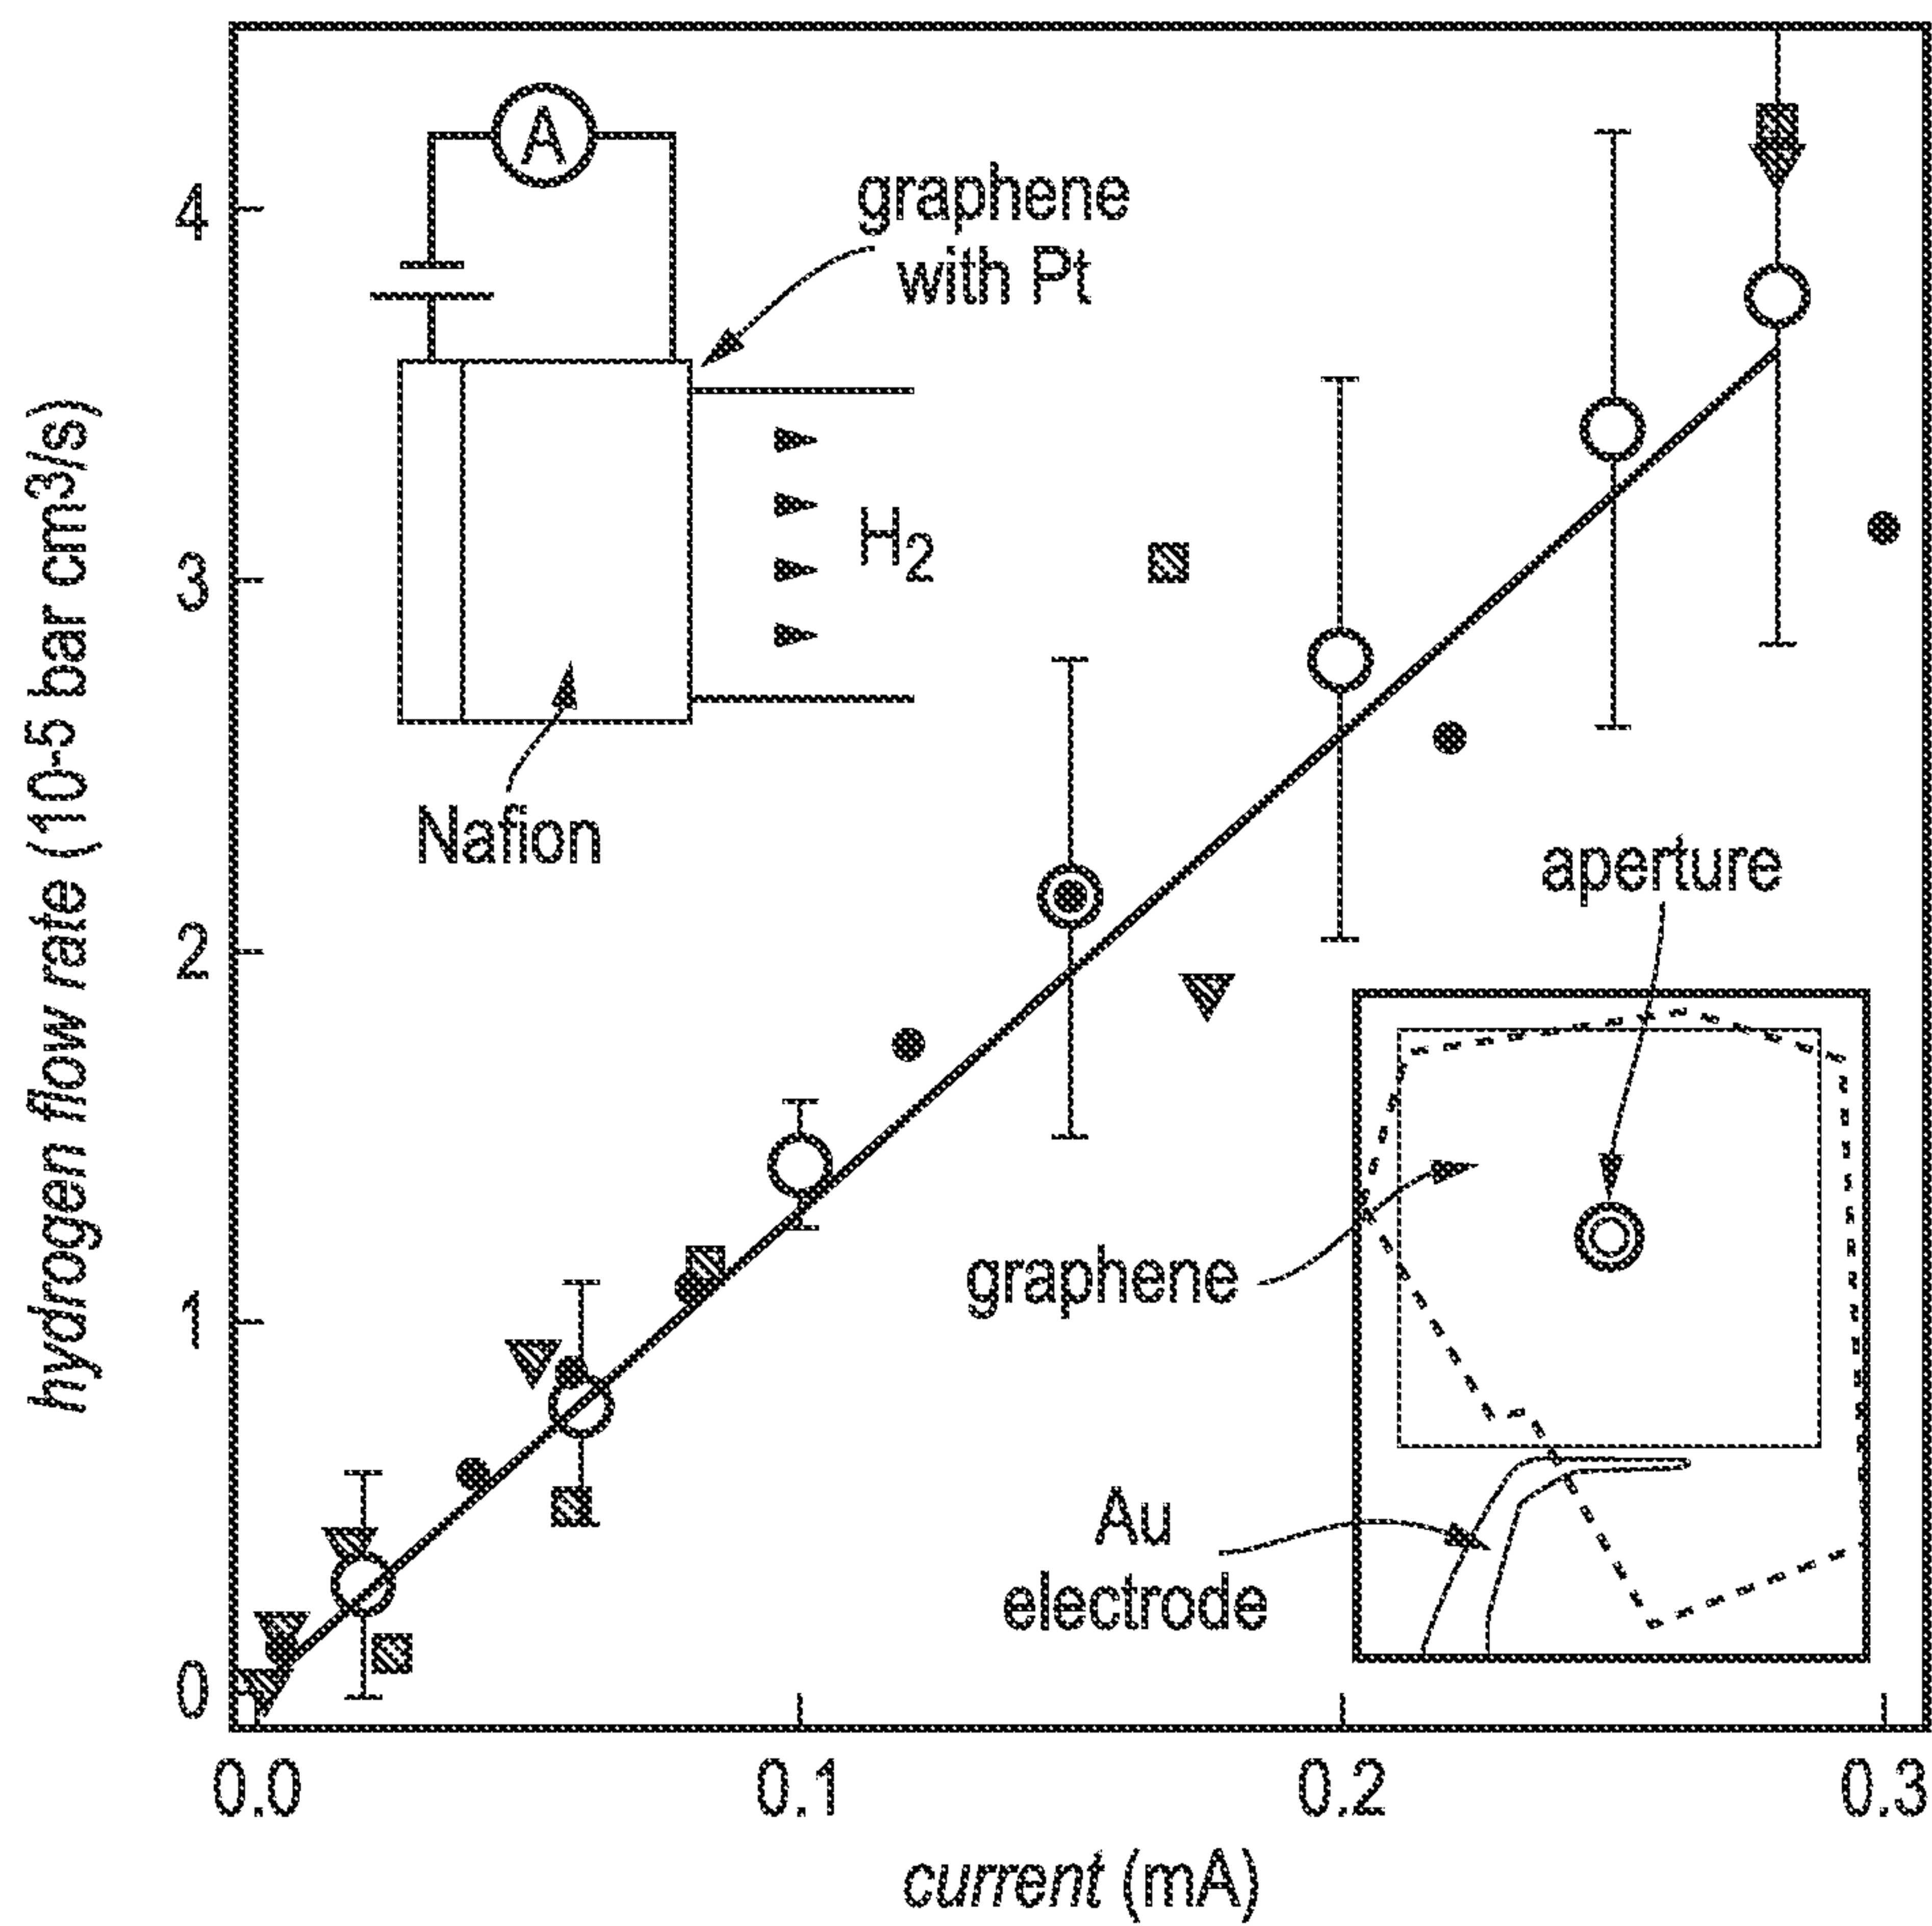 A
graphene
with Pt
H2
Nafion
aperture
graphene
Au
electrode
hydrogen flow rate (10-5 bar cm3/s)
4
3
2
1
0
0.0
0.1
0.2
0.3
current (mA)